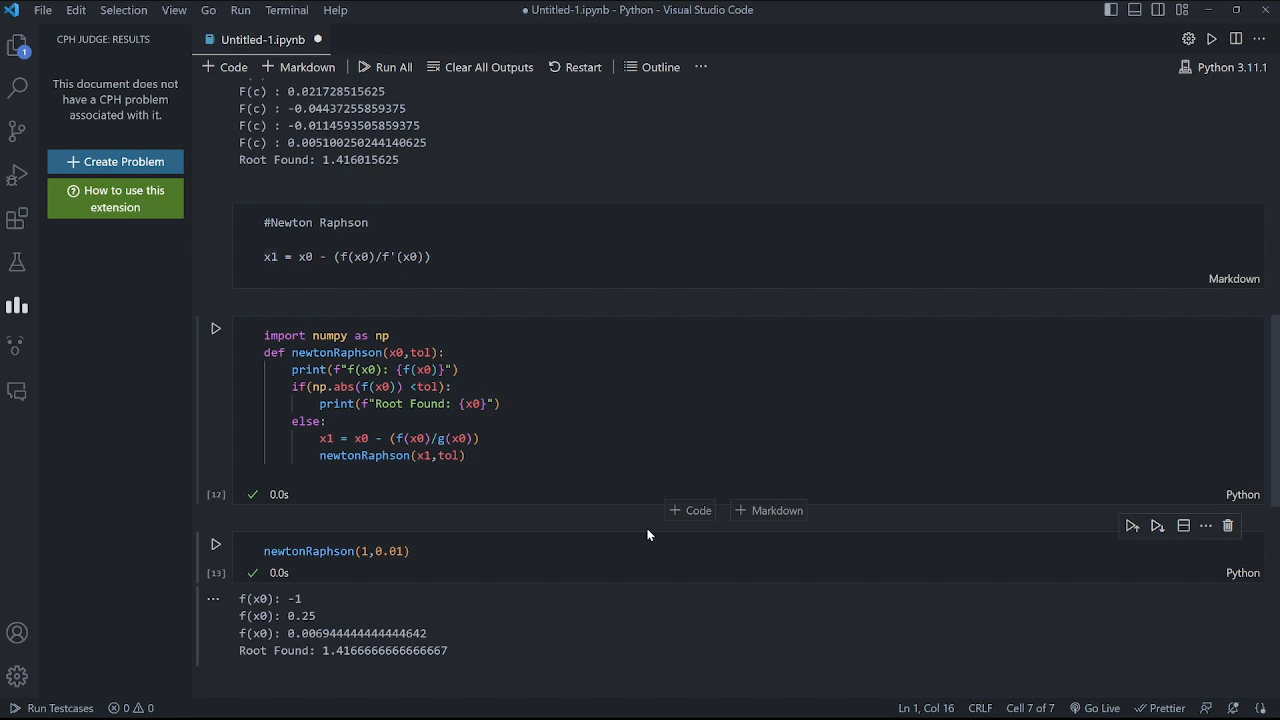 File Edit Selection View Go Run Terminal Help ● Untitled-1.ipynb - Python - Visual Studio Code
CPH JUDGE: RESULTS
Untitled-1.ipynb
1
This document does not have a CPH problem associated with it.
+ Create Problem
How to use this extension
+ Code + Markdown Run All Clear All Outputs Restart Outline ... Python 3.11.1
F(c) : 0.021728515625
F(c) : -0.04437255859375
F(c) : -0.0114593505859375
F(c) : 0.005100250244140625
Root Found: 1.416015625
#Newton Raphson
x1 = x0 - (f(x0)/f'(x0))
Markdown
import numpy as np
def newtonRaphson(x0,tol):
print(f"f(x0): {f(x0)}")
if(np.abs(f(x0)) <tol):
print(f"Root Found: {x0}")
else:
x1 = x0 - (f(x0)/g(x0))
newtonRaphson(x1,tol)
[12] ✓ 0.0s Python
+ Code + Markdown
newtonRaphson(1,0.01)
[13] ✓ 0.0s Python
... f(x0): -1
f(x0): 0.25
f(x0): 0.006944444444444642
Root Found: 1.4166666666666667
Run Testcases 0 0 Ln 1, Col 16 CRLF Cell 7 of 7 Go Live Prettier